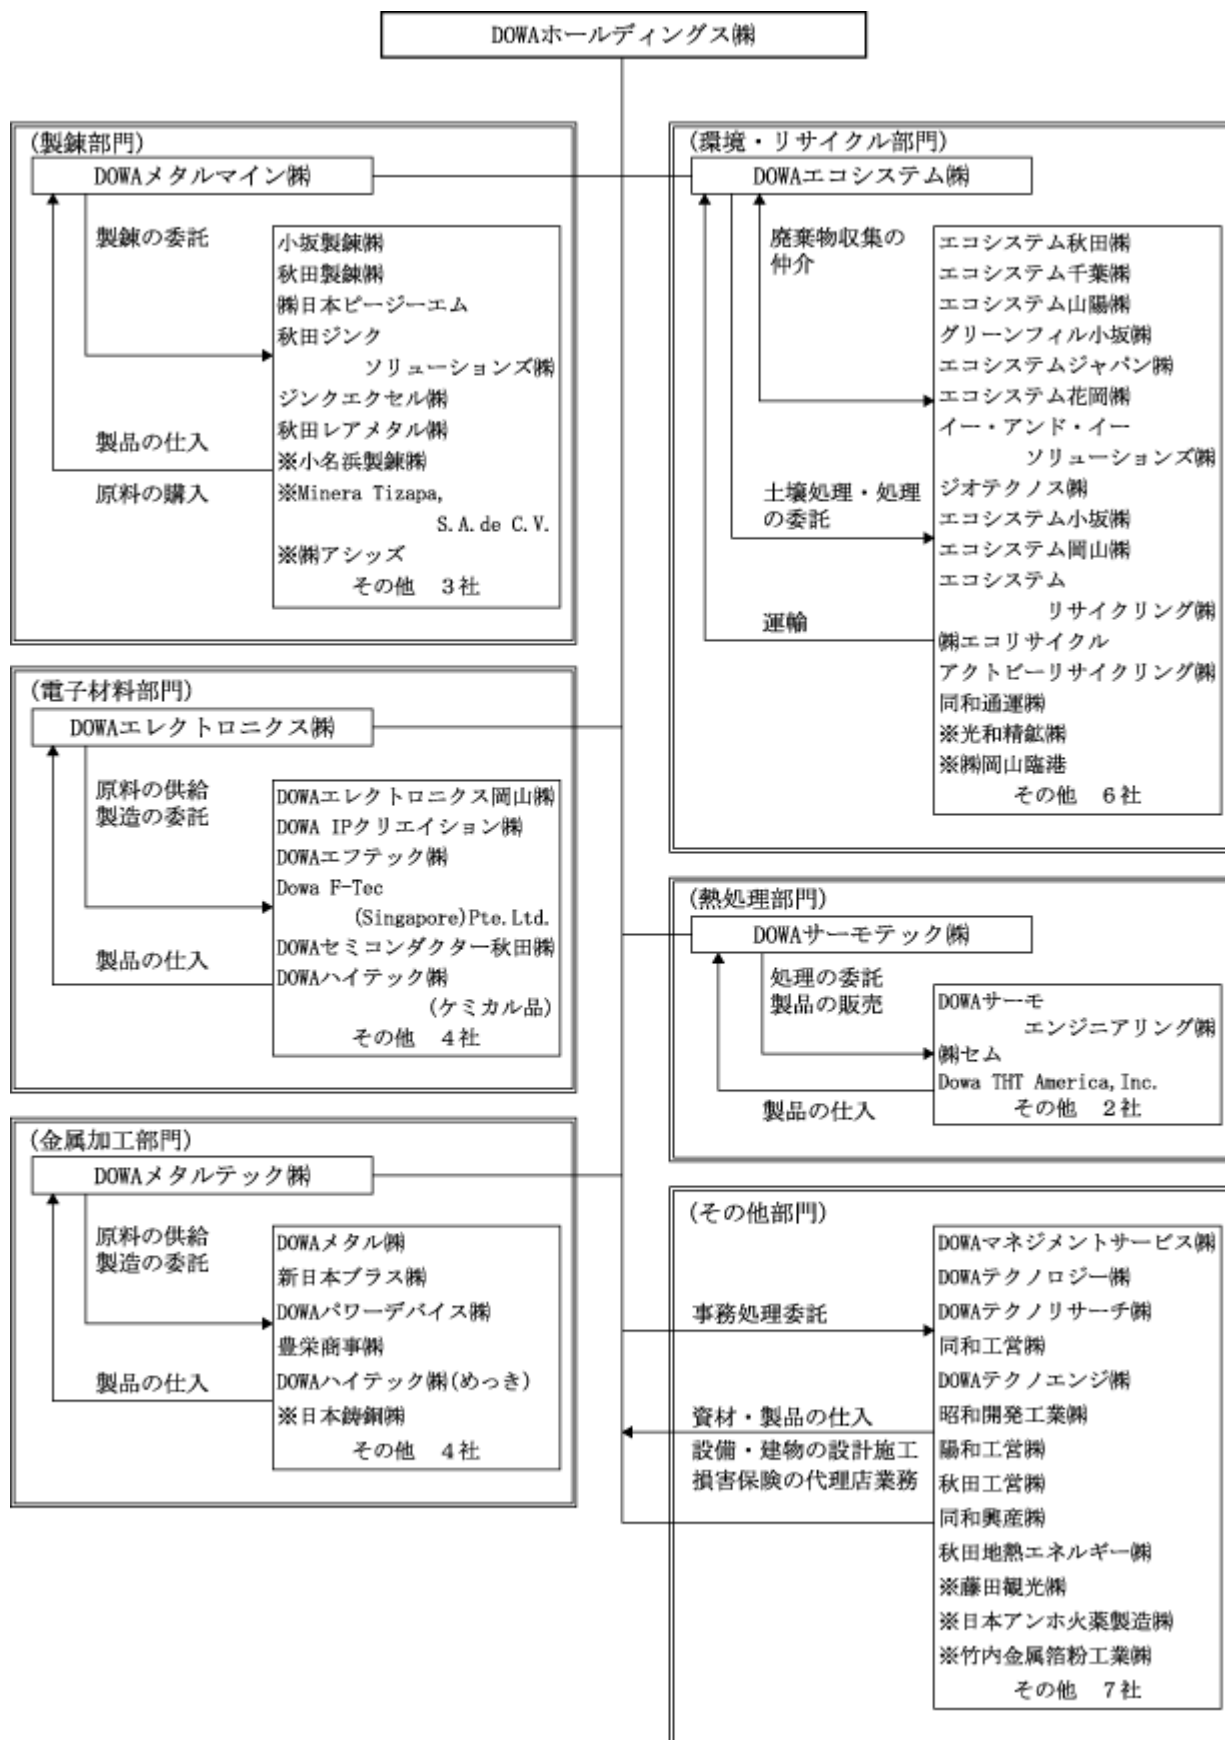 DOWAホールディングス㈱
(製錬部門)
DOWAメタルマイン㈱
製錬の委託
製品の仕入
原料の購入
小坂製錬㈱
秋田製錬㈱
㈱日本ピージーエム
秋田ジンク
ソリューションズ㈱
ジンクエクセル㈱
秋田レアメタル㈱
※小名浜製錬㈱
※Minera Tizapa,
S.A.de C.V.
※㈱アシッズ
その他 3社
(電子材料部門)
DOWAエレクトロニクス㈱
原料の供給
製造の委託
製品の仕入
DOWAエレクトロニクス岡山㈱
DOWA IPクリエイション㈱
DOWAエフテック㈱
Dowa F-Tec
(Singapore)Pte.Ltd.
DOWAセミコンダクター秋田㈱
DOWAハイテック㈱
(ケミカル品)
その他 4社
(金属加工部門)
DOWAメタルテック㈱
原料の供給
製造の委託
製品の仕入
DOWAメタル㈱
新日本ブラス㈱
DOWAパワーデバイス㈱
豊栄商事㈱
DOWAハイテック㈱(めっき)
※日本鋳銅㈱
その他 4社
(環境・リサイクル部門)
DOWAエコシステム㈱
廃棄物収集の
仲介
土壌処理・処理
の委託
運輸
エコシステム秋田㈱
エコシステム千葉㈱
エコシステム山陽㈱
グリーンフィル小坂㈱
エコシステムジャパン㈱
エコシステム花岡㈱
イー・アンド・イー
ソリューションズ㈱
ジオテクノス㈱
エコシステム小坂㈱
エコシステム岡山㈱
エコシステム
リサイクリング㈱
㈱エコリサイクル
アクトビーリサイクリング㈱
同和通運㈱
※光和精鉱㈱
※㈱岡山臨港
その他 6社
(熱処理部門)
DOWAサーモテック㈱
処理の委託
製品の販売
製品の仕入
DOWAサーモ
エンジニアリング㈱
㈱セム
Dowa THT America,Inc.
その他 2社
(その他部門)
事務処理委託
資材・製品の仕入
設備・建物の設計施工
損害保険の代理店業務
DOWAマネジメントサービス㈱
DOWAテクノロジー㈱
DOWAテクノリサーチ㈱
同和工営㈱
DOWAテクノエンジ㈱
昭和開発工業㈱
陽和工営㈱
秋田工営㈱
同和興産㈱
秋田地熱エネルギー㈱
※藤田観光㈱
※日本アンホ火薬製造㈱
※竹内金属箔粉工業㈱
その他 7社